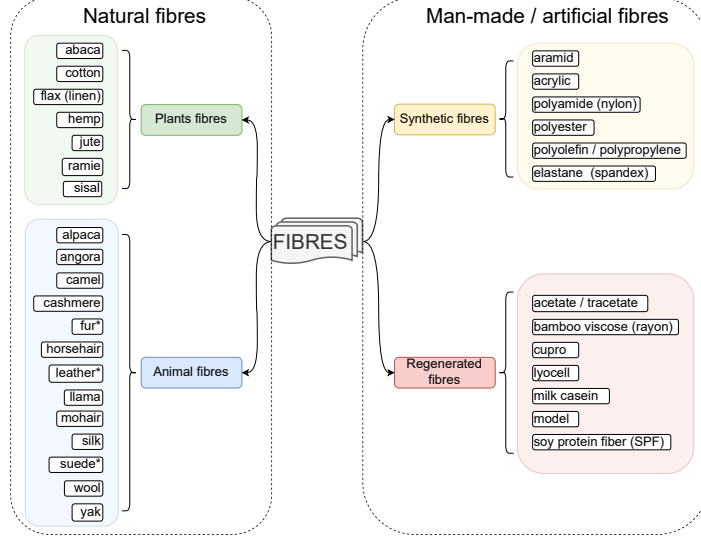 Natural fibres
abaca
cotton
flax (linen)
hemp
jute
ramie
sisal
Plants fibres
alpaca
angora
camel
cashmere
fur*
horsehair
leather*
llama
mohair
silk
suede*
wool
yak
Animal fibres
FIBRES
Man-made / artificial fibres
Synthetic fibres
aramid
acrylic
polyamide (nylon)
polyester
polyolefin / polypropylene
elastane (spandex)
Regenerated
fibres
acetate / tracetate
bamboo viscose (rayon)
cupro
lyocell
milk casein
model
soy protein fiber (SPF)